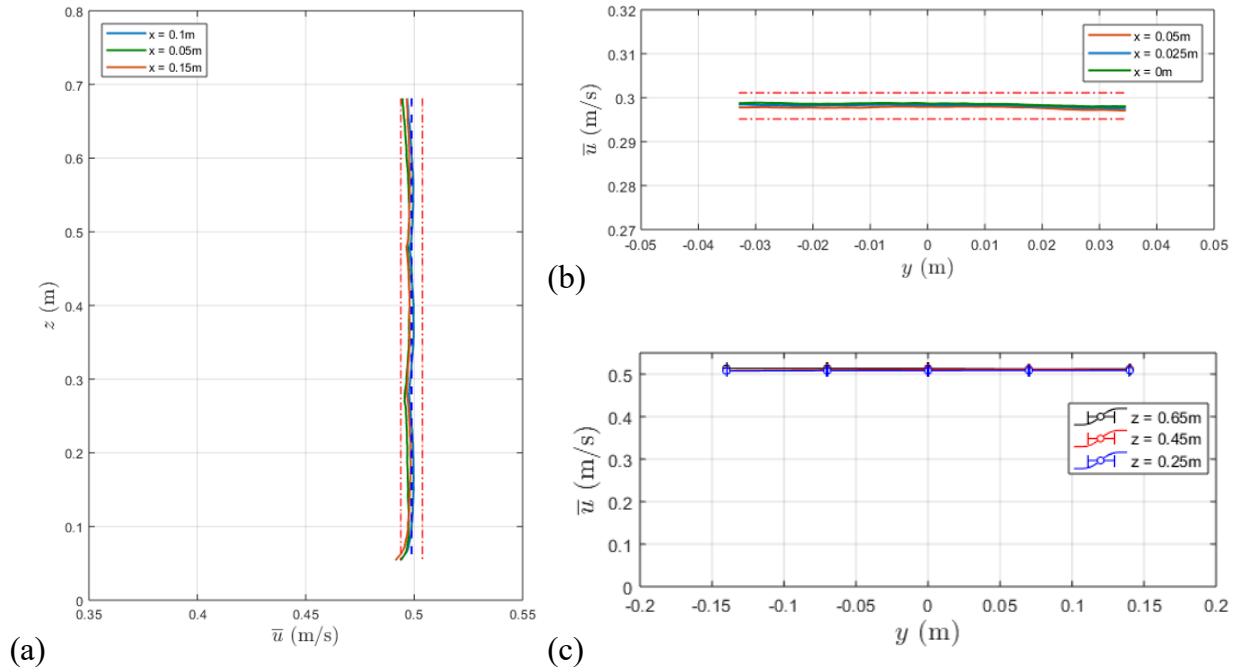 0.8
0.7
0.6
0.5
0.4
0.3
0.2
0.1
0
z (m)
x = 0.1m
x = 0.05m
x = 0.15m
0.35
0.4
0.45
0.5
0.55
u̅ (m/s)
(a)
0.32
0.31
0.3
0.29
0.28
0.27
u̅ (m/s)
x = 0.05m
x = 0.025m
x = 0m
-0.05
-0.04
-0.03
-0.02
-0.01
0
0.01
0.02
0.03
0.04
0.05
y (m)
(b)
0.5
0.4
0.3
0.2
0.1
0
u̅ (m/s)
z = 0.65m
z = 0.45m
z = 0.25m
-0.2
-0.15
-0.1
-0.05
0
0.05
0.1
0.15
0.2
y (m)
(c)